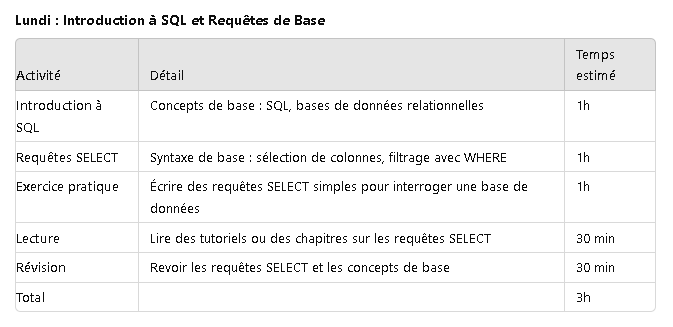 Lundi : Introduction à SQL et Requêtes de Base
Activité Détail Temps estimé
Introduction à SQL Concepts de base : SQL, bases de données relationnelles 1h
Requêtes SELECT Syntaxe de base : sélection de colonnes, filtrage avec WHERE 1h
Exercice pratique Écrire des requêtes SELECT simples pour interroger une base de données 1h
Lecture Lire des tutoriels ou des chapitres sur les requêtes SELECT 30 min
Révision Revoir les requêtes SELECT et les concepts de base 30 min
Total 3h